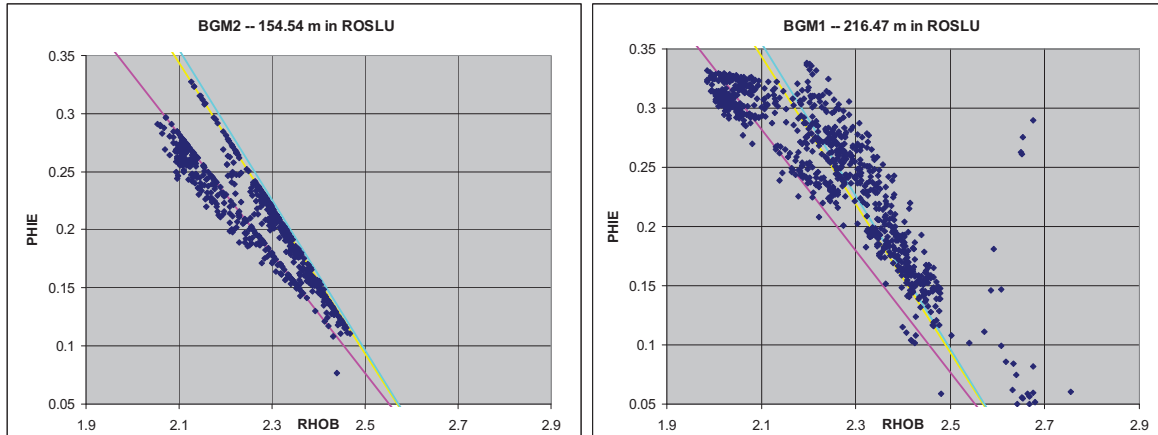 BGM2 -- 154.54 m in ROSLU
0.35
0.3
0.25
0.2
0.15
0.1
0.05
PHIE
1.9 2.1 2.3 2.5 2.7 2.9
RHOB
BGM1 -- 216.47 m in ROSLU
0.35
0.3
0.25
0.2
0.15
0.1
0.05
PHIE
1.9 2.1 2.3 2.5 2.7 2.9
RHOB